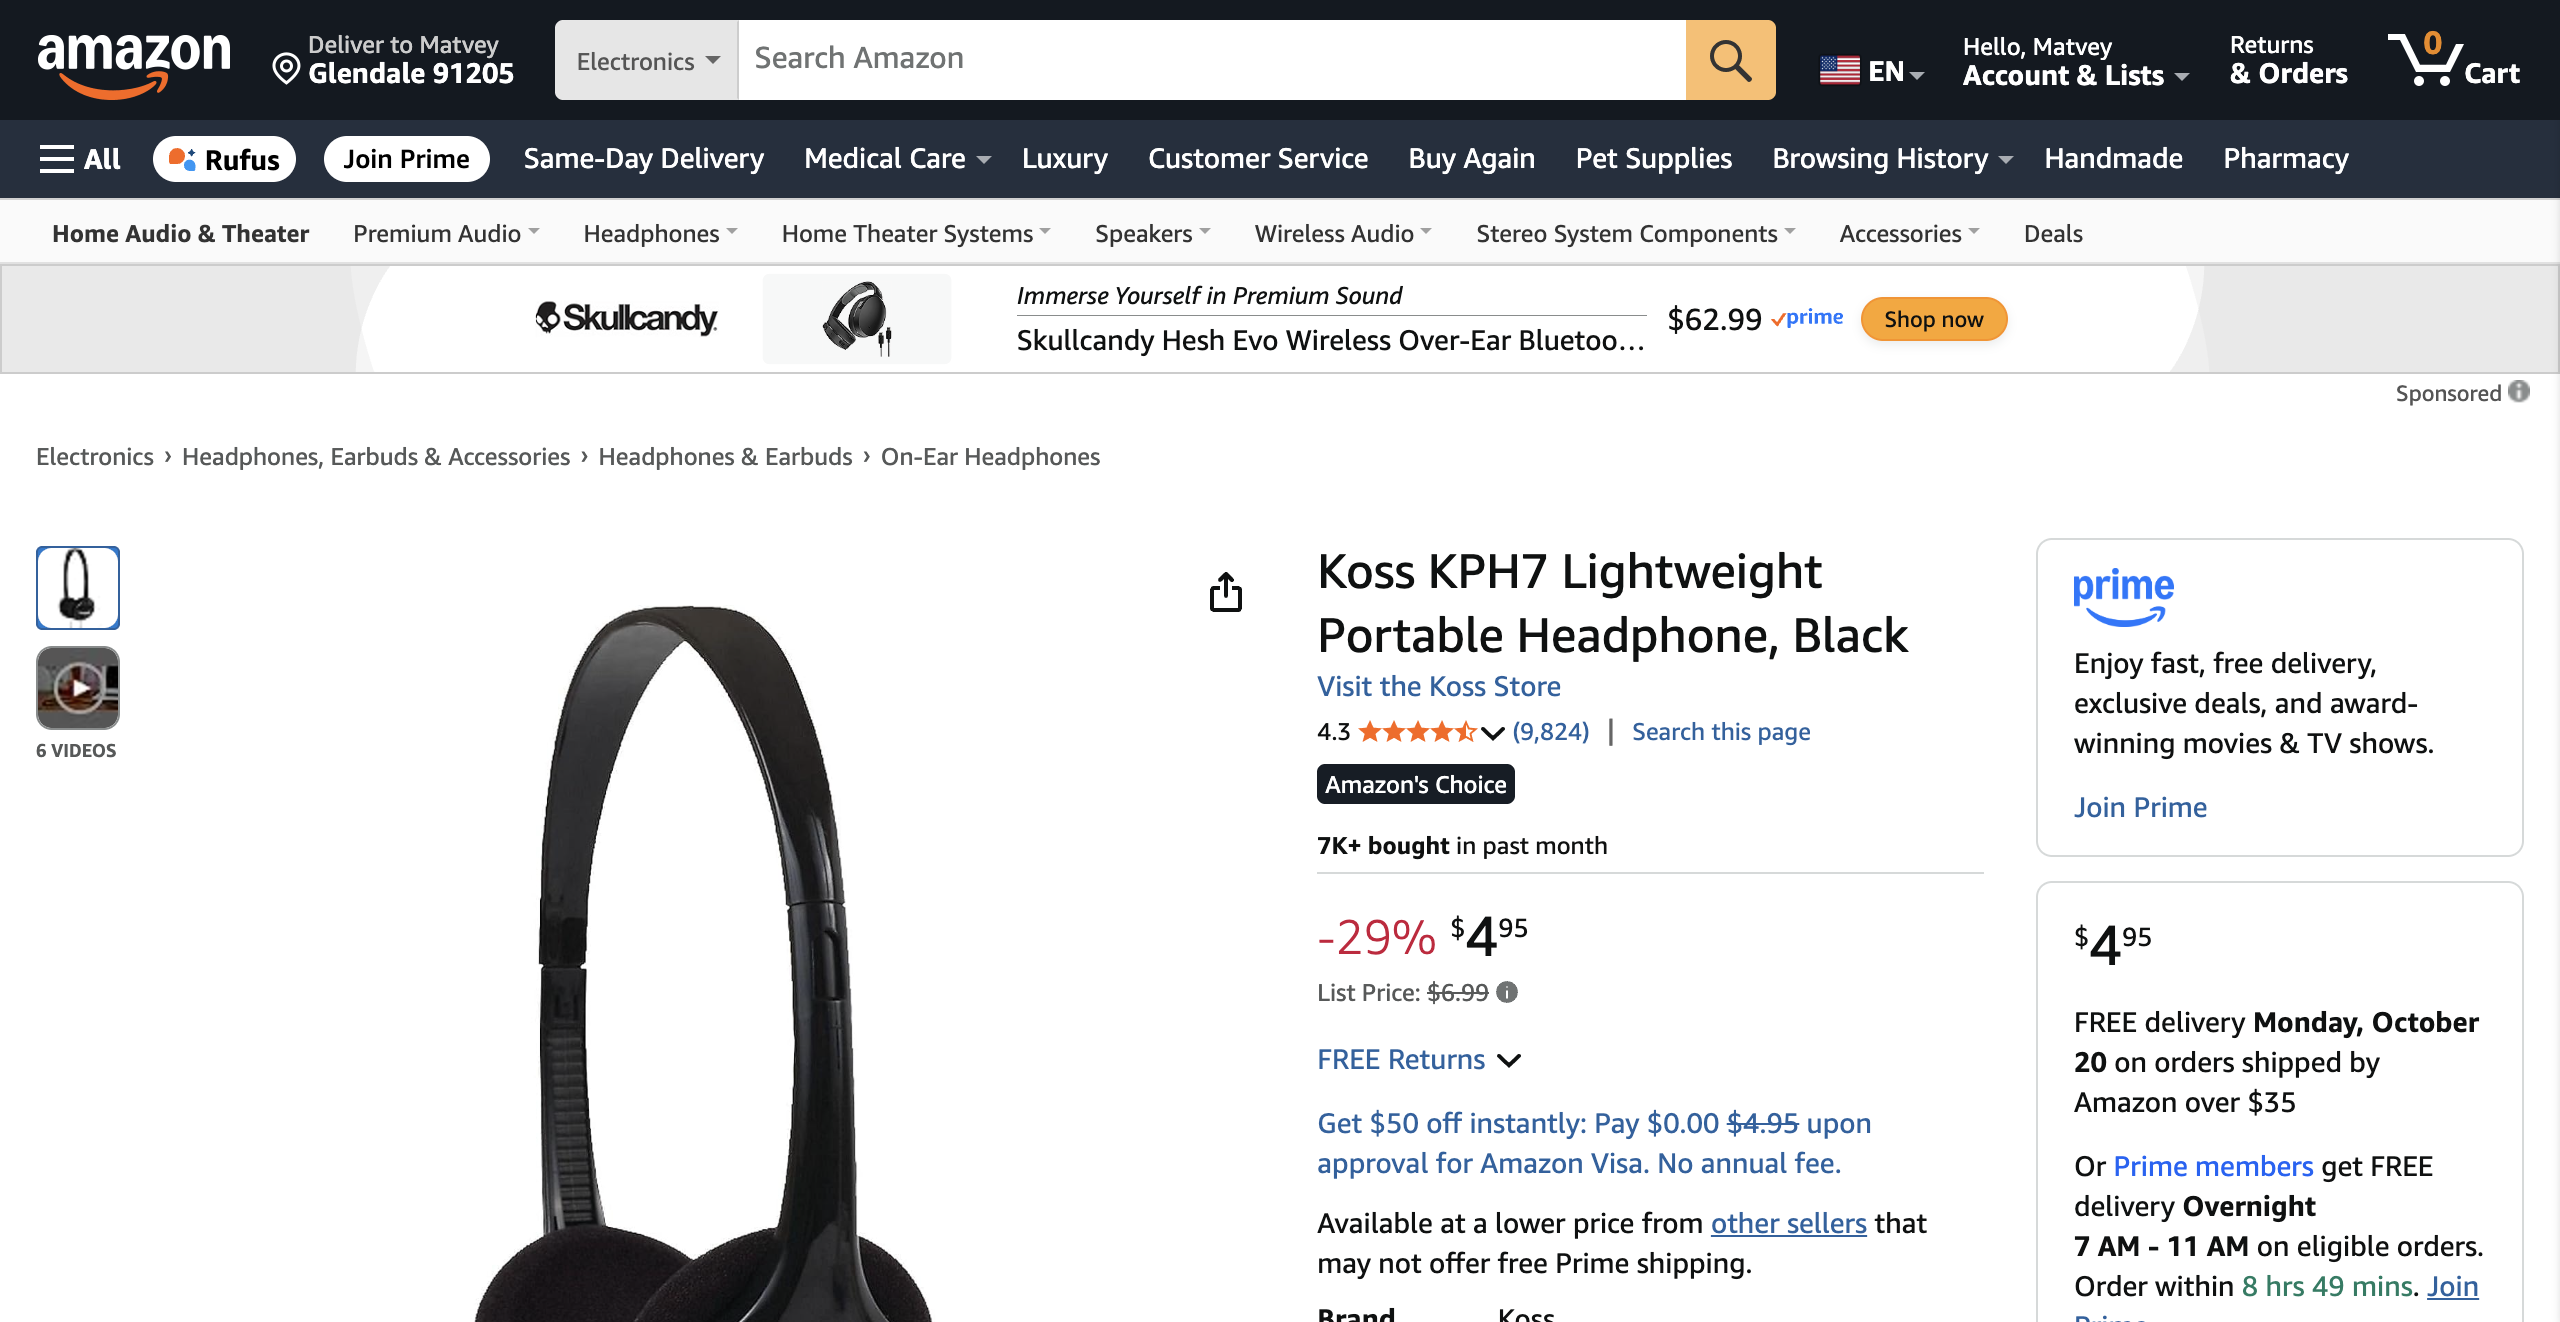 amazon
Deliver to Matvey
Glendale 91205
Electronics
Search Amazon
EN
Hello, Matvey
Account & Lists
Returns
& Orders
0
Cart
All
Rufus
Join Prime
Same-Day Delivery
Medical Care
Luxury
Customer Service
Buy Again
Pet Supplies
Browsing History
Handmade
Pharmacy
Home Audio & Theater
Premium Audio
Headphones
Home Theater Systems
Speakers
Wireless Audio
Stereo System Components
Accessories
Deals
Skullcandy
Immerse Yourself in Premium Sound
Skullcandy Hesh Evo Wireless Over-Ear Bluetoo...
$62.99 prime
Shop now
Sponsored
Electronics › Headphones, Earbuds & Accessories › Headphones & Earbuds › On-Ear Headphones
6 VIDEOS
Koss KPH7 Lightweight
Portable Headphone, Black
Visit the Koss Store
4.3 (9,824) | Search this page
Amazon's Choice
7K+ bought in past month
-29% $495
List Price: $6.99
FREE Returns
Get $50 off instantly: Pay $0.00 $4.95 upon
approval for Amazon Visa. No annual fee.
Available at a lower price from other sellers that
may not offer free Prime shipping.
Brand Koss
prime
Enjoy fast, free delivery,
exclusive deals, and award-
winning movies & TV shows.
Join Prime
$495
FREE delivery Monday, October
20 on orders shipped by
Amazon over $35
Or Prime members get FREE
delivery Overnight
7 AM - 11 AM on eligible orders.
Order within 8 hrs 49 mins. Join